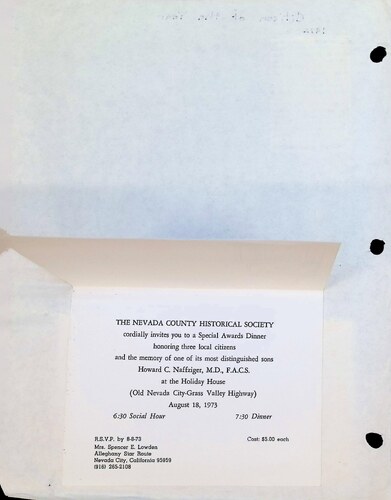 THE NEVADA COUNTY HISTORICAL SOCIETY
cordially invites you to a Special Awards Dinner
honoring three local citizens
and the memory of one of its most distinguished sons
Howard C. Naffziger, M.D., F.A.C.S.
at the Holiday House
(Old Nevada City-Grass Valley Highway)
August 18, 1973
6:30 Social Hour 7:30 Dinner
R.S.V.P. by 8-8-73 Cost: $5.00 each
Mrs. Spencer E. Lowden
Alleghany Star Route
Nevada City, California 95959
(916) 265-2108